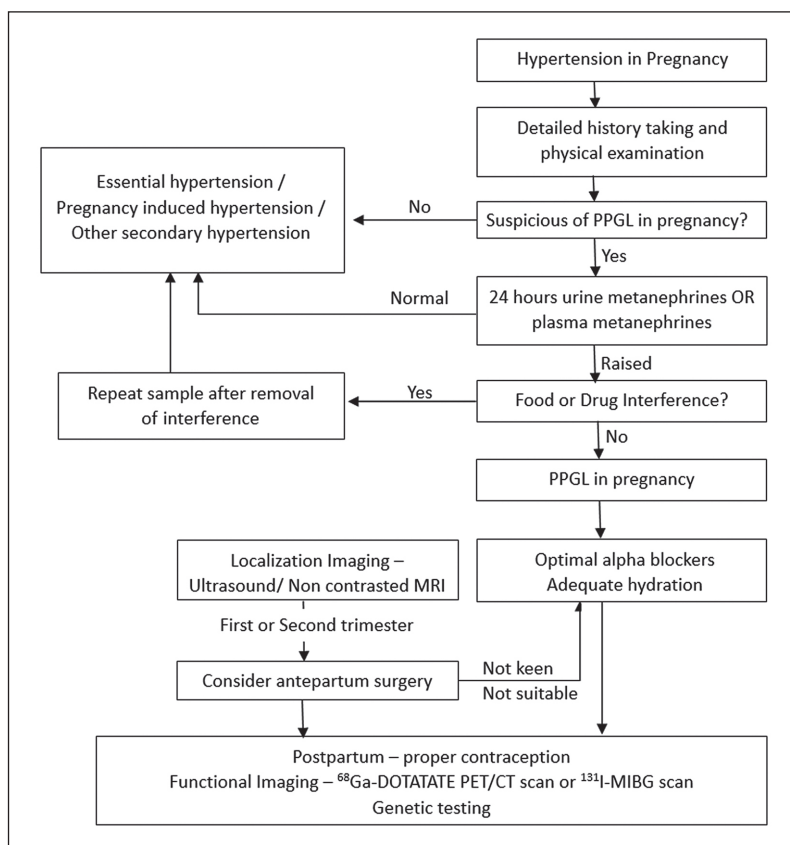 Hypertension in Pregnancy
Detailed history taking and
physical examination
Essential hypertension /
Pregnancy induced hypertension /
Other secondary hypertension
No
Suspicious of PPGL in pregnancy?
Yes
Normal
24 hours urine metanephrines OR
plasma metanephrines
Raised
Repeat sample after removal
of interference
Yes
Food or Drug Interference?
No
PPGL in pregnancy
Localization Imaging –
Ultrasound/ Non contrasted MRI
Optimal alpha blockers
Adequate hydration
First or Second trimester
Consider antepartum surgery
Not keen
Not suitable
Postpartum – proper contraception
Functional Imaging – ⁶⁸Ga-DOTATATE PET/CT scan or ¹³¹I-MIBG scan
Genetic testing